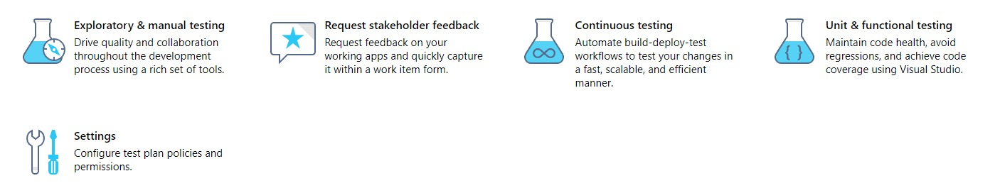 Exploratory & manual testing
Drive quality and collaboration
throughout the development
process using a rich set of tools.
Request stakeholder feedback
Request feedback on your
working apps and quickly capture
it within a work item form.
Continuous testing
Automate build-deploy-test
workflows to test your changes in
a fast, scalable, and efficient
manner.
Unit & functional testing
Maintain code health, avoid
regressions, and achieve code
coverage using Visual Studio.
Settings
Configure test plan policies and
permissions.